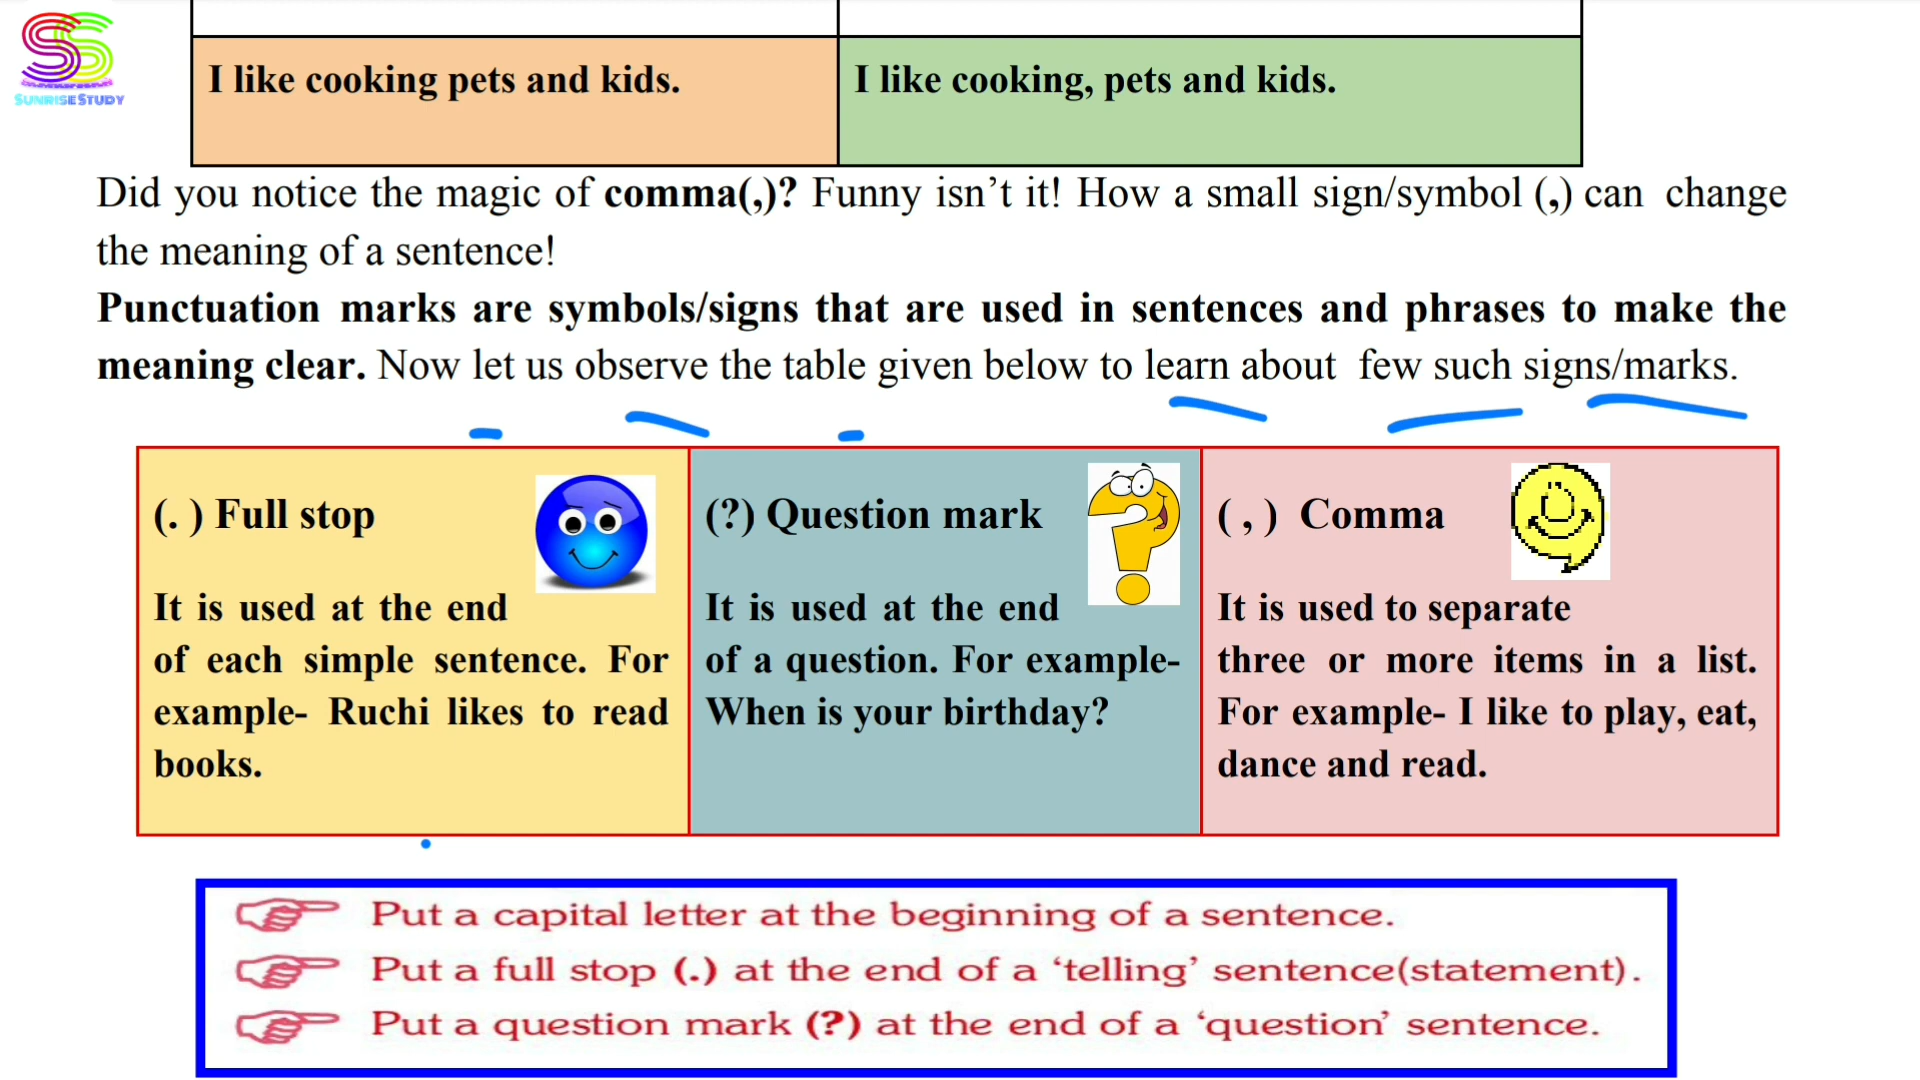 SUNRISE STUDY
I like cooking pets and kids.
I like cooking, pets and kids.
Did you notice the magic of comma(,)? Funny isn’t it! How a small sign/symbol (,) can change
the meaning of a sentence!
Punctuation marks are symbols/signs that are used in sentences and phrases to make the
meaning clear. Now let us observe the table given below to learn about few such signs/marks.
(. ) Full stop
It is used at the end
of each simple sentence. For
example- Ruchi likes to read
books.
(?) Question mark
It is used at the end
of a question. For example-
When is your birthday?
( , ) Comma
It is used to separate
three or more items in a list.
For example- I like to play, eat,
dance and read.
Put a capital letter at the beginning of a sentence.
Put a full stop (.) at the end of a ‘telling’ sentence(statement).
Put a question mark (?) at the end of a ‘question’ sentence.